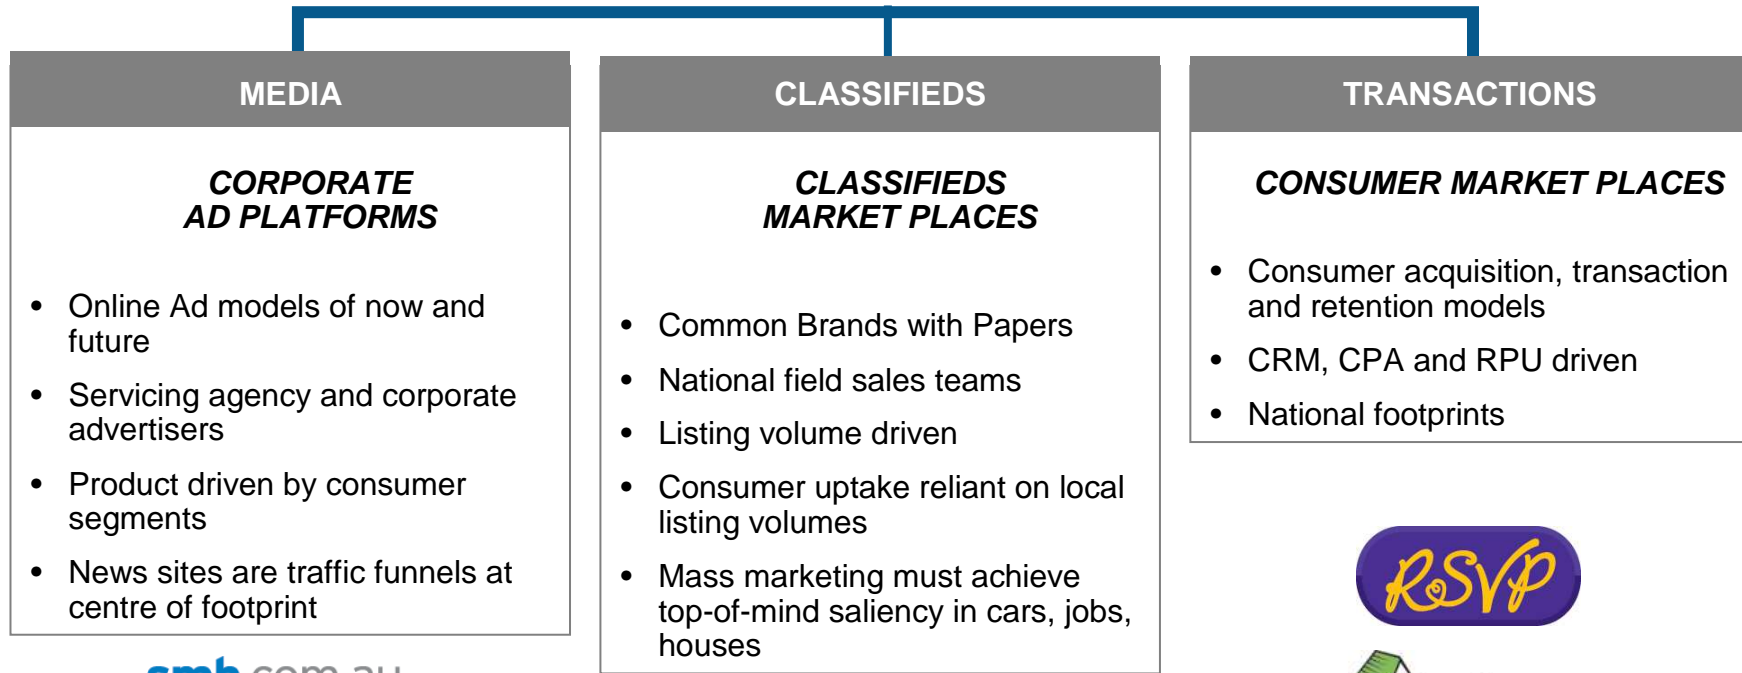 MEDIA
CORPORATE
AD PLATFORMS
• Online Ad models of now and
future
• Servicing agency and corporate
advertisers
• Product driven by consumer
segments
• News sites are traffic funnels at
centre of footprint
CLASSIFIEDS
CLASSIFIEDS
MARKET PLACES
• Common Brands with Papers
• National field sales teams
• Listing volume driven
• Consumer uptake reliant on local
listing volumes
• Mass marketing must achieve
top-of-mind saliency in cars, jobs,
houses
TRANSACTIONS
CONSUMER MARKET PLACES
• Consumer acquisition, transaction
and retention models
• CRM, CPA and RPU driven
• National footprints
RSVP